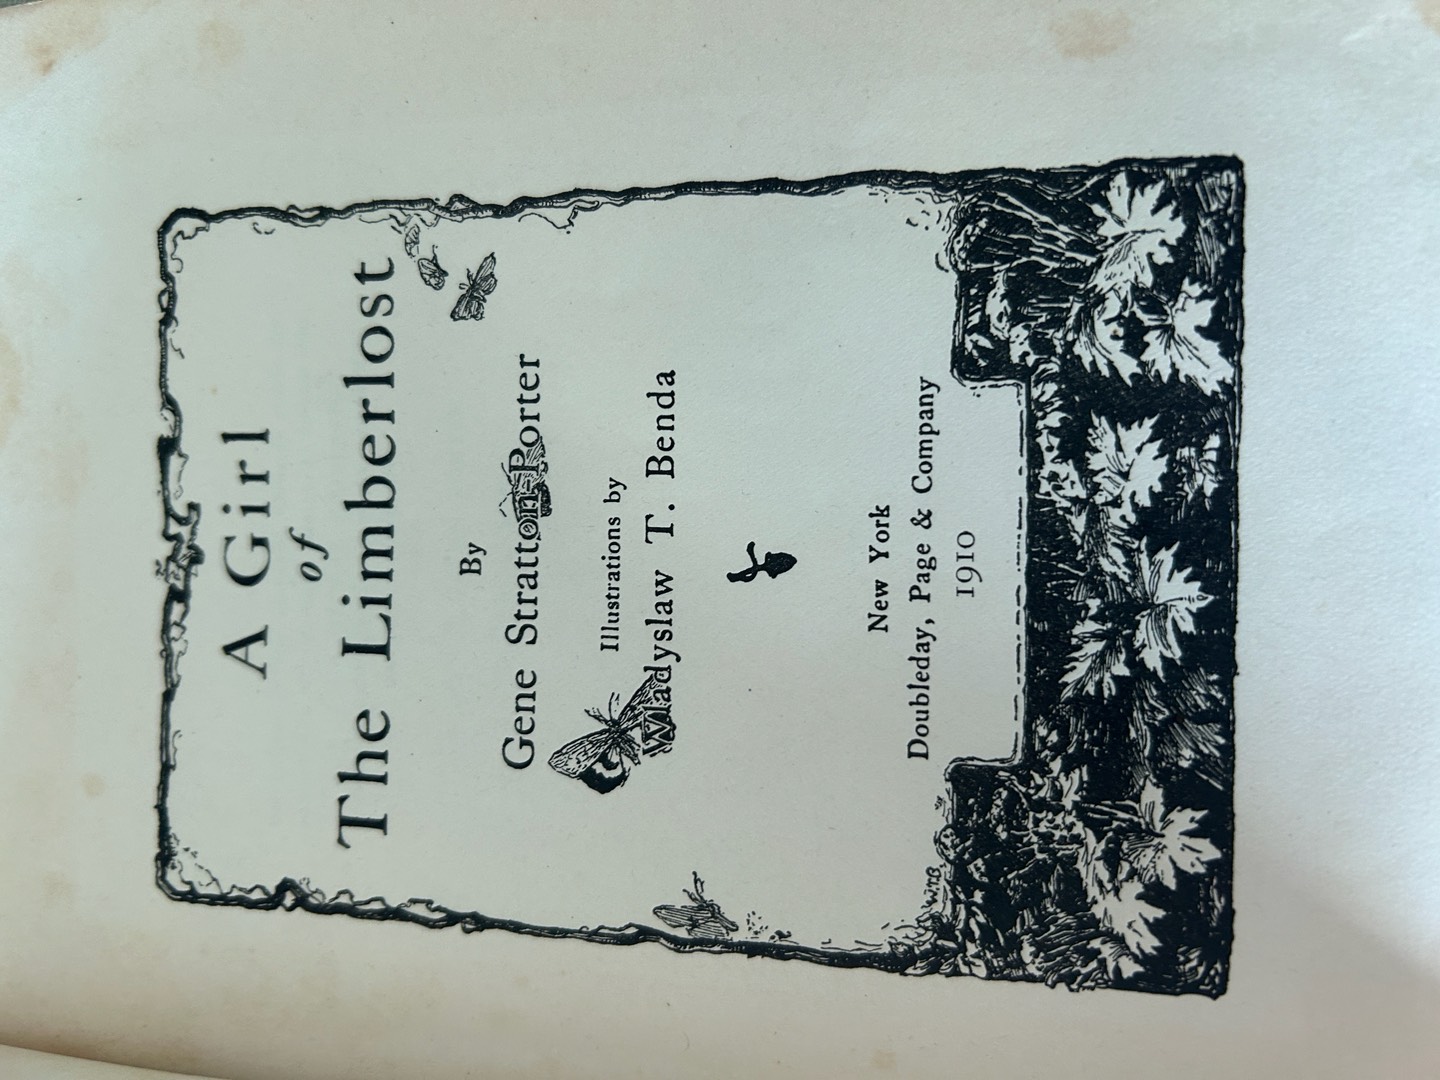 A Girl
of
The Limberlost
By
Gene Stratton-Porter
Illustrations by
Wladyslaw T. Benda
W.T.B
New York
Doubleday, Page & Company
1910